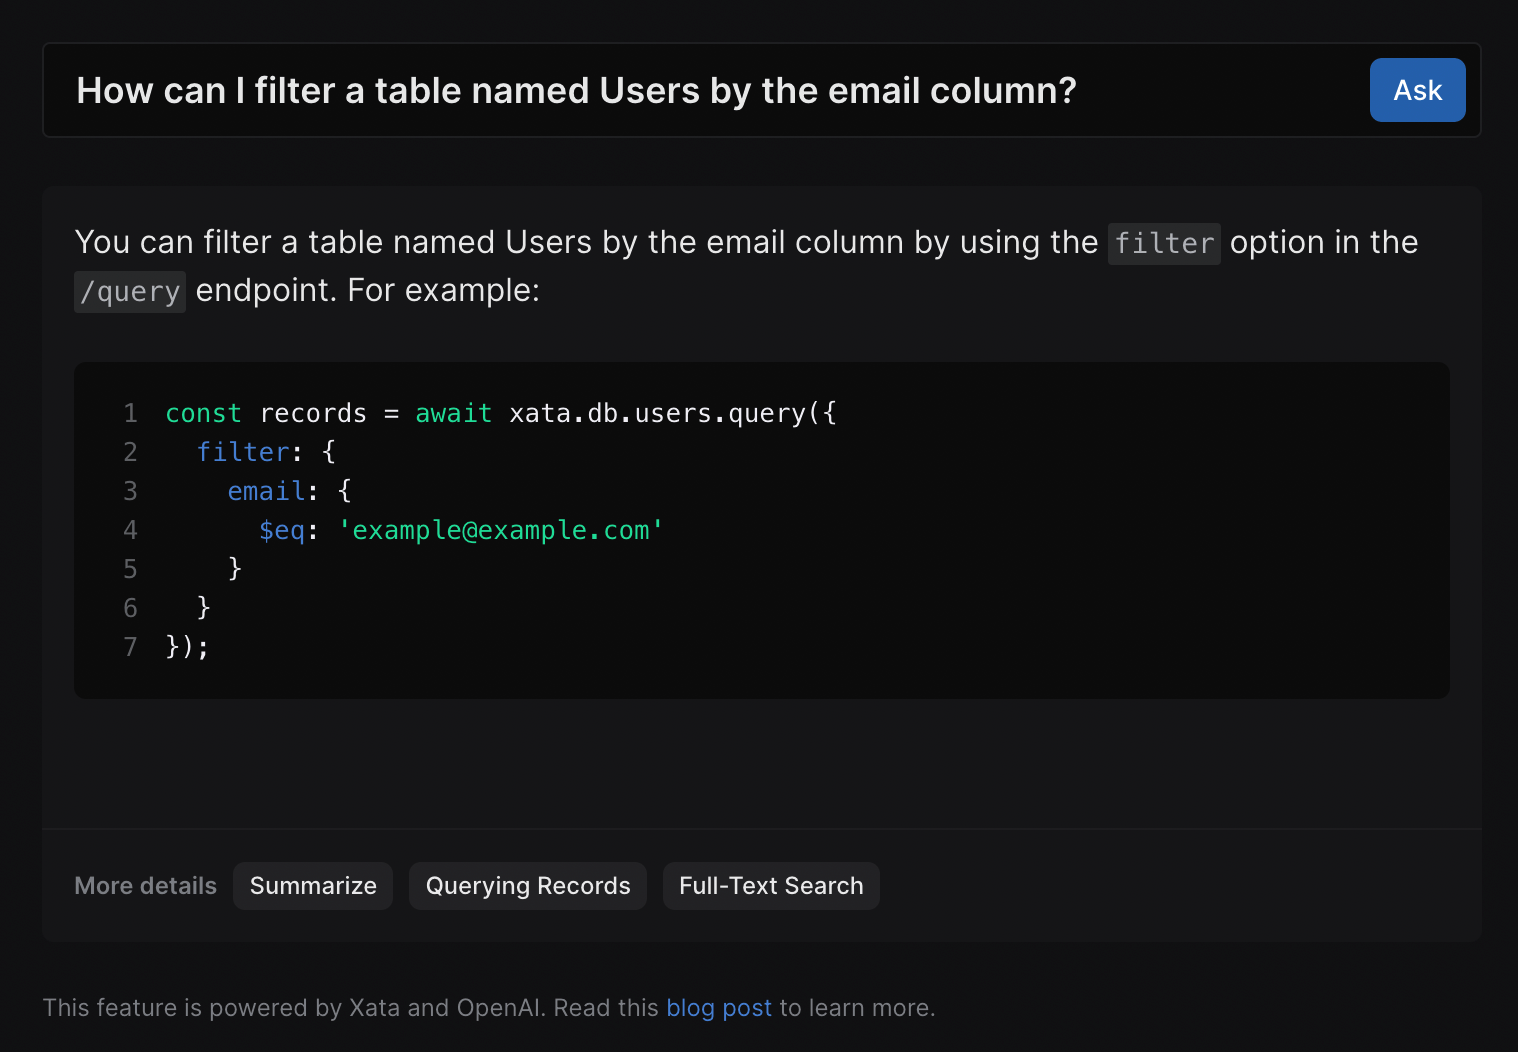 How can I filter a table named Users by the email column?
Ask
You can filter a table named Users by the email column by using the filter option in the
/query endpoint. For example:
1 const records = await xata.db.users.query({
2   filter: {
3     email: {
4       $eq: 'example@example.com'
5     }
6   }
7 });
More details Summarize Querying Records Full-Text Search
This feature is powered by Xata and OpenAI. Read this blog post to learn more.